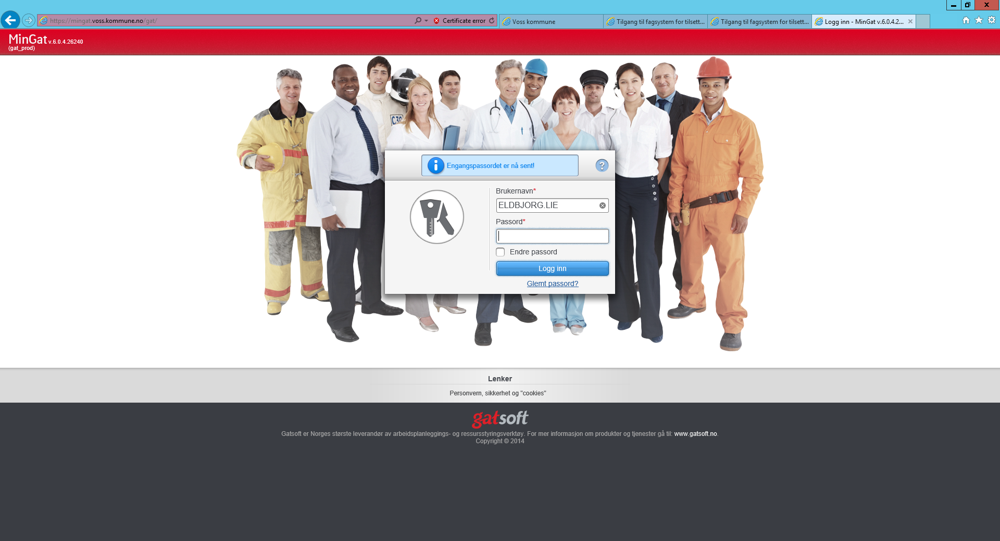 https://mingat.voss.kommune.no/gat/
Certificate error
Voss kommune
Tilgang til fagsystem for tilsett...
Tilgang til fagsystem for tilsett...
Logg inn - MinGat v.6.0.4.2...
MinGat v.6.0.4.26240
(gat_prod)
Engangspassordet er nå sent!
?
Brukernavn*
ELDBJORG.LIE
Passord*
Endre passord
Logg inn
Glemt passord?
Lenker
Personvern, sikkerhet og "cookies"
gatsoft
Gatsoft er Norges største leverandør av arbeidsplanleggings- og ressursstyringsverktøy. For mer informasjon om produkter og tjenester gå til: www.gatsoft.no.
Copyright © 2014